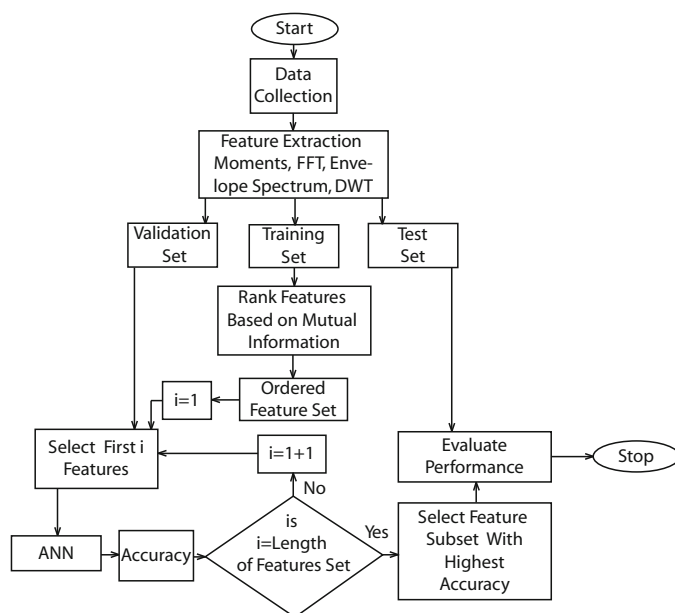 Start
Data
Collection
Feature Extraction
Moments, FFT, Enve-
lope Spectrum, DWT
Validation
Set
Training
Set
Test
Set
Rank Features
Based on Mutual
Information
Ordered
Feature Set
i=1
Select First i
Features
i=1+1
No
Evaluate
Performance
Stop
ANN
Accuracy
is
i=Length
of Features Set
Yes
Select Feature
Subset With
Highest
Accuracy